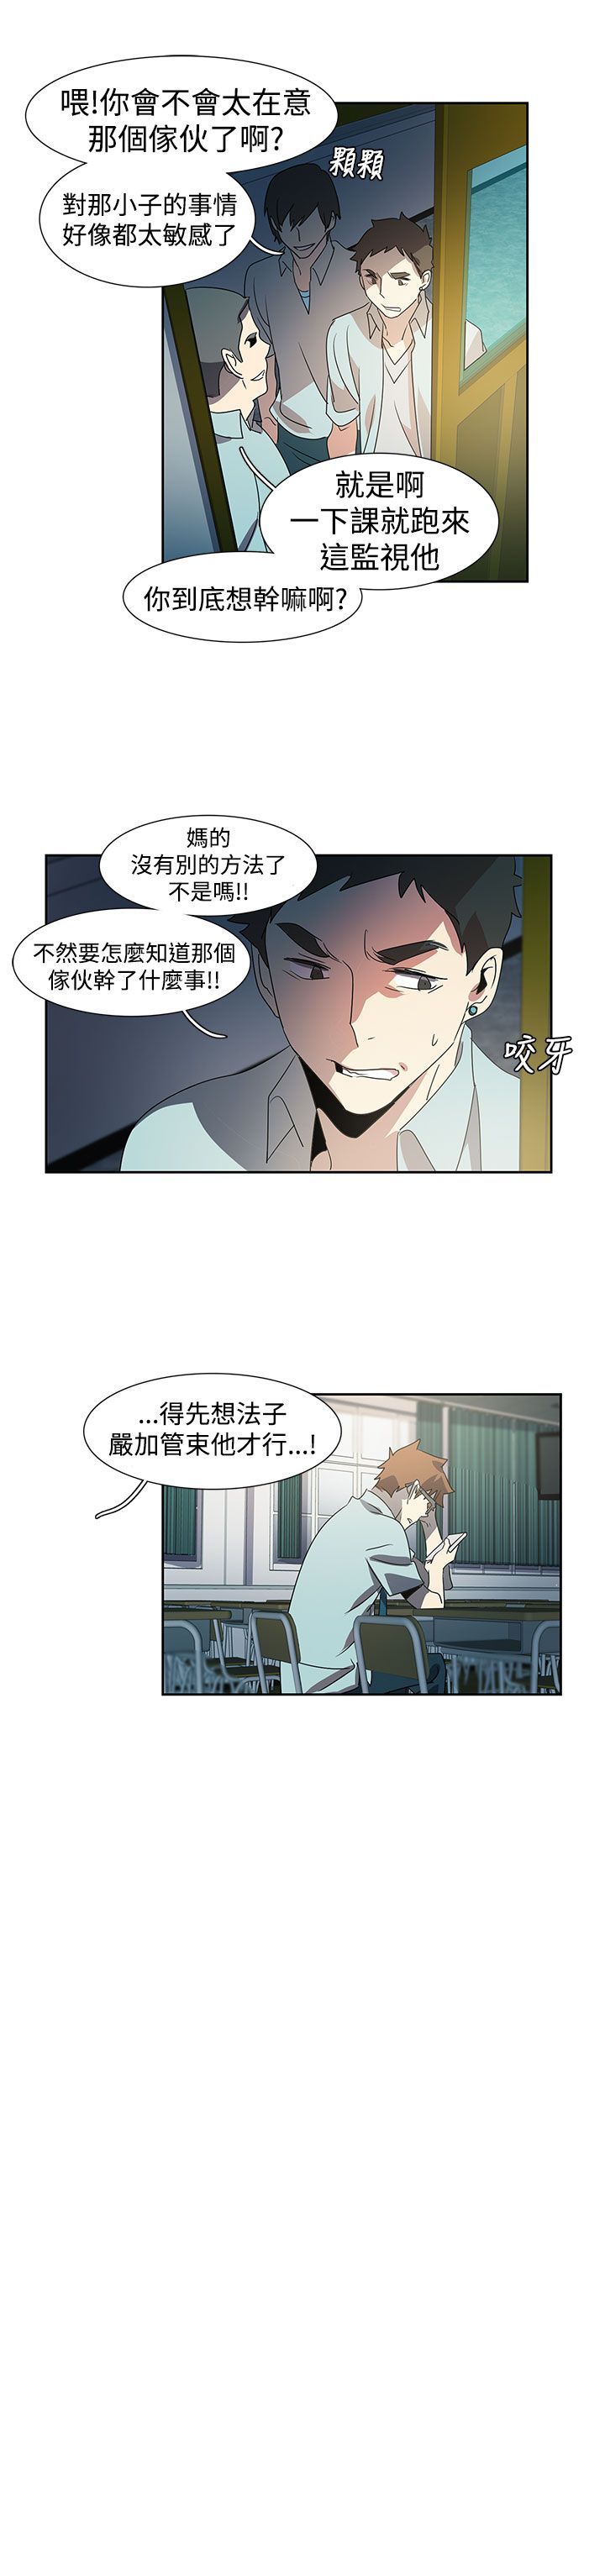 喂!你會不會太在意
那個傢伙了啊?
顆顆
對那小子的事情
好像都太敏感了
就是啊
一下課就跑來
這監視他
你到底想幹嘛啊?
媽的
沒有別的方法了
不是嗎!!
不然要怎麼知道那個
傢伙幹了什麼事!!
咬牙
...得先想法子
嚴加管束他才行...!